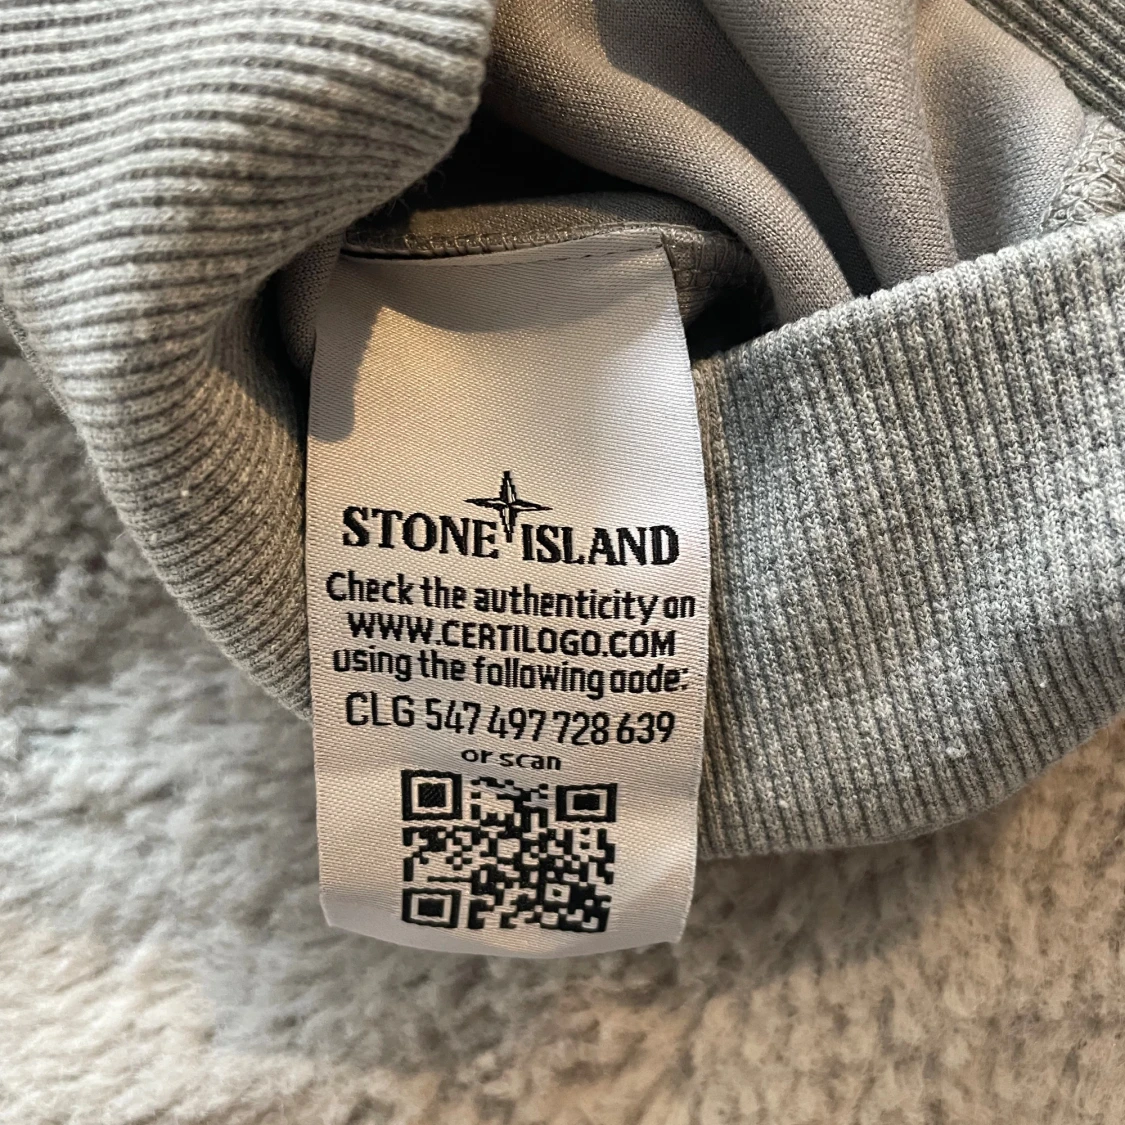 STONE ISLAND
Check the authenticity on
WWW.CERTILOGO.COM
using the following code:
CLG 547 497 728 639
or scan